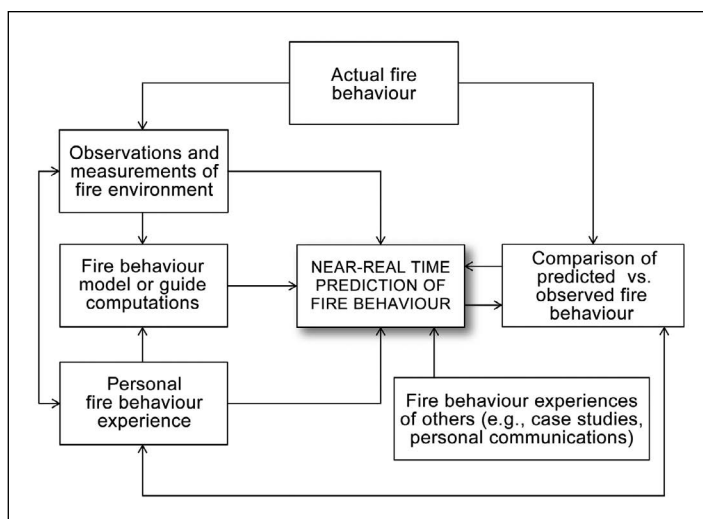 Actual fire
behaviour
Observations and
measurements of
fire environment
Fire behaviour
model or guide
computations
NEAR-REAL TIME
PREDICTION OF
FIRE BEHAVIOUR
Comparison of
predicted vs.
observed fire
behaviour
Personal
fire behaviour
experience
Fire behaviour experiences
of others (e.g., case studies,
personal communications)